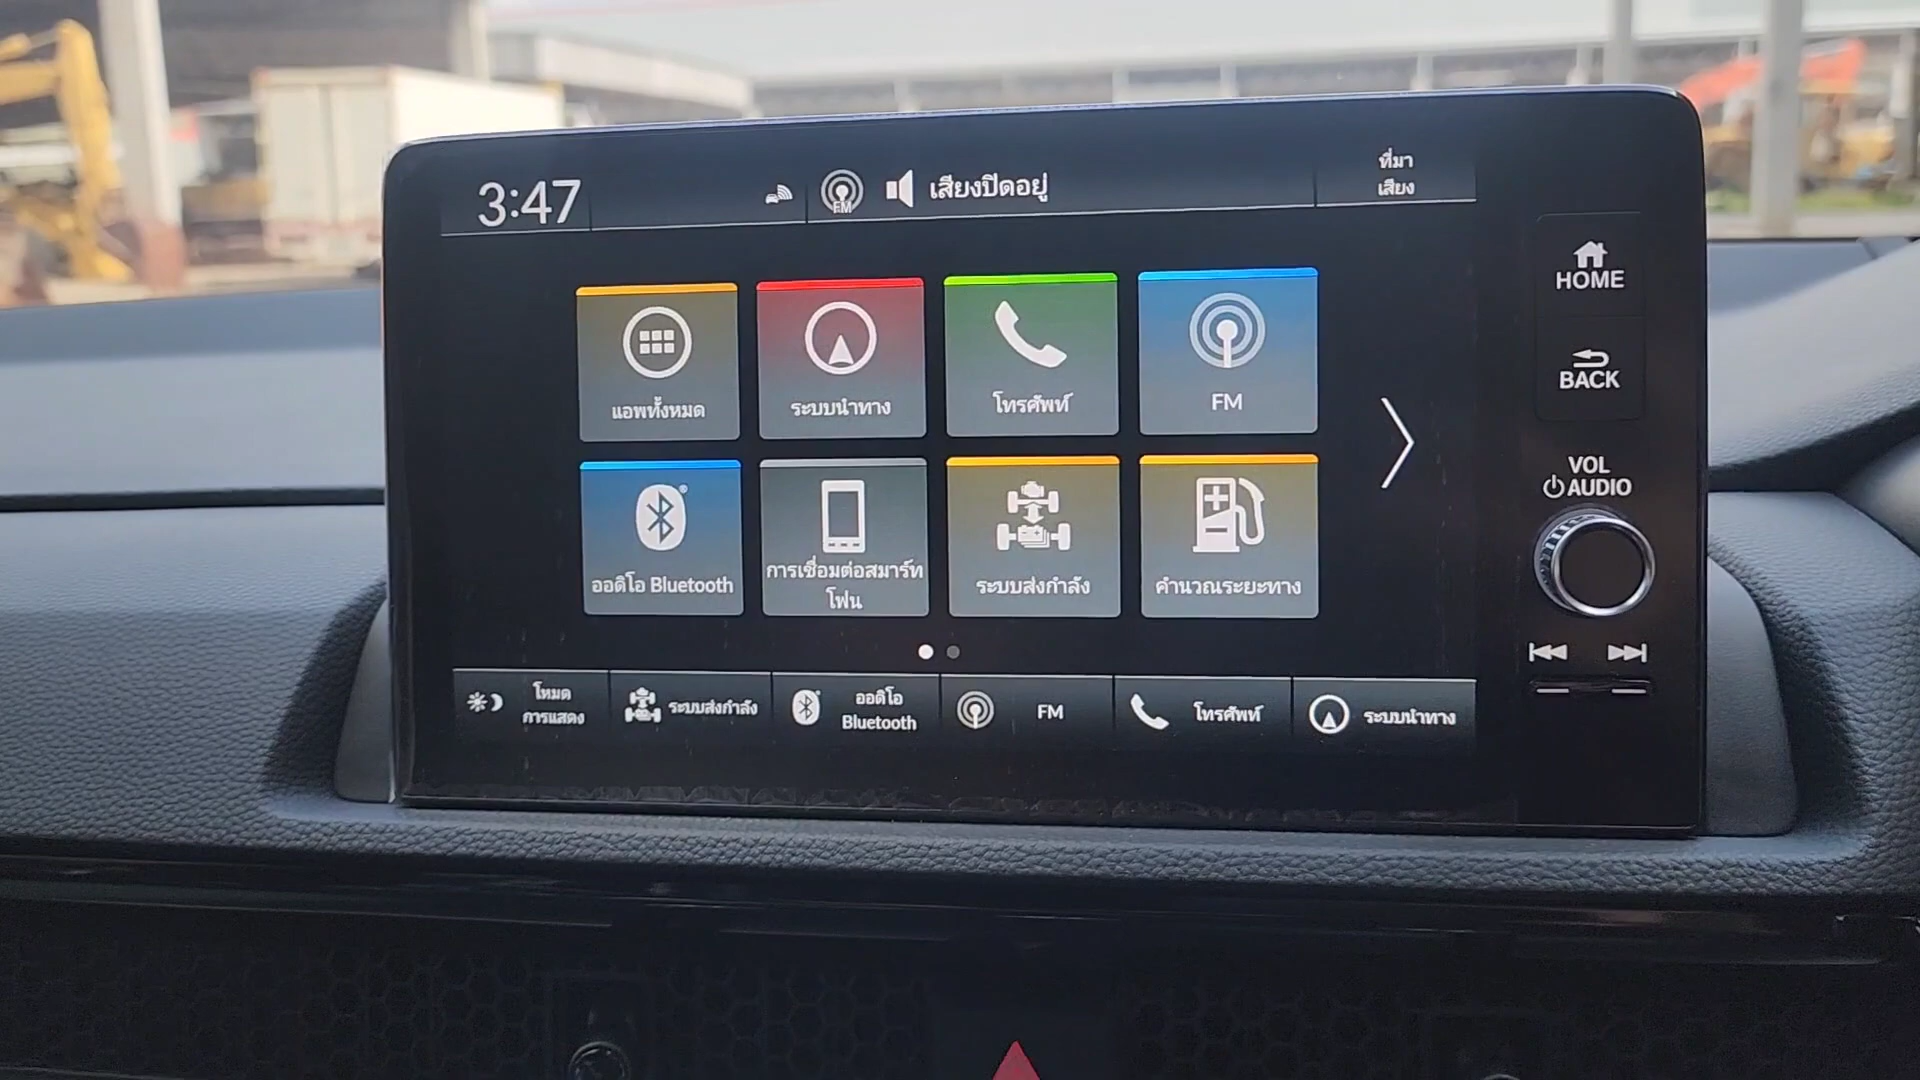 3:47
FM
เสียงปิดอยู่
ที่มา
เสียง
HOME
BACK
VOL
AUDIO
แอพทั้งหมด
ระบบนำทาง
โทรศัพท์
FM
ออดิโอ Bluetooth
การเชื่อมต่อสมาร์ท
โฟน
ระบบส่งกำลัง
คำนวณระยะทาง
โหมด
การแสดง
ระบบส่งกำลัง
ออดิโอ
Bluetooth
FM
โทรศัพท์
ระบบนำทาง